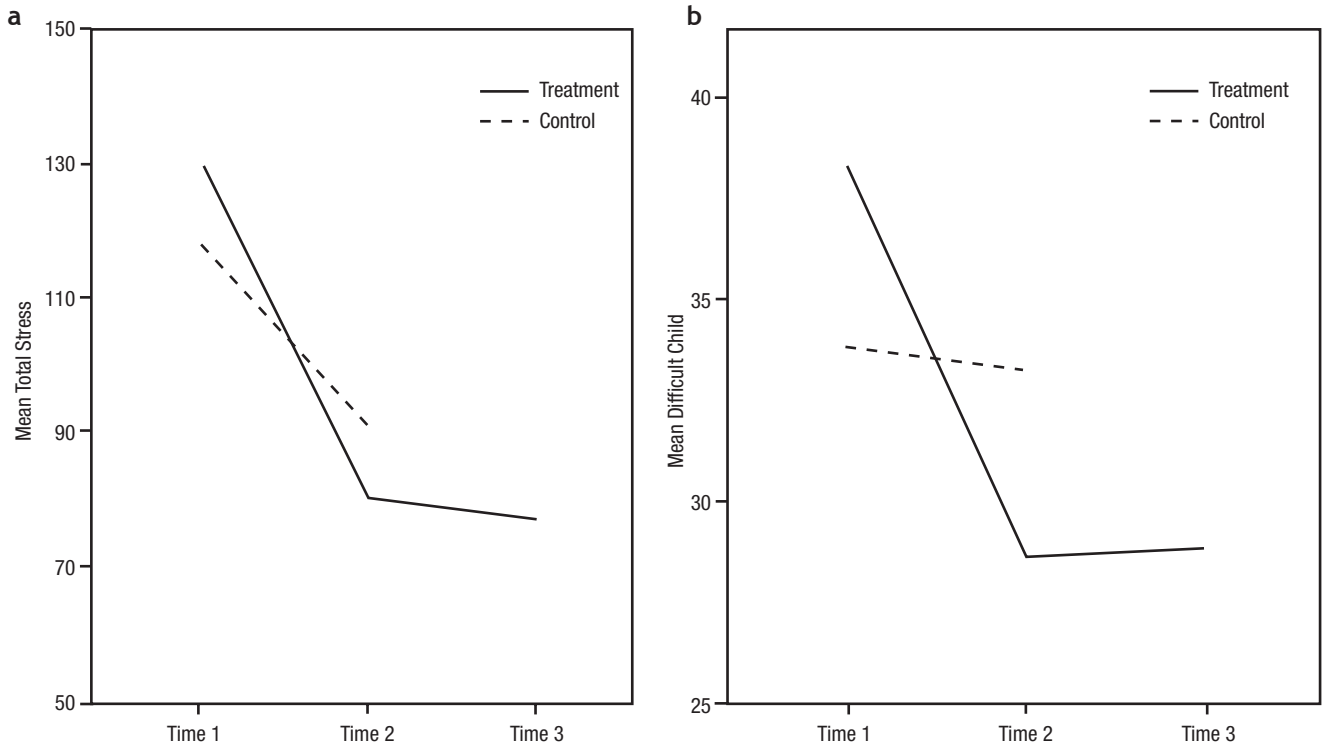 a
150
130
110
90
70
50
Mean Total Stress
Treatment
Control
Time 1
Time 2
Time 3
b
40
35
30
25
Mean Difficult Child
Treatment
Control
Time 1
Time 2
Time 3